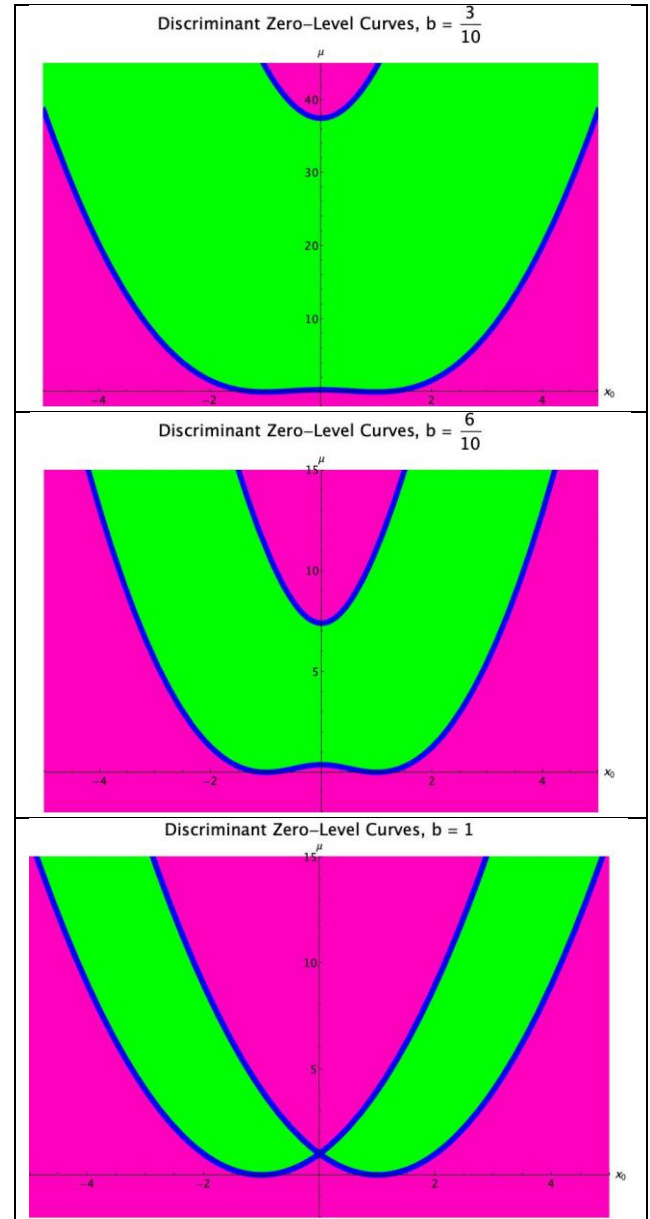 Discriminant Zero-Level Curves, b = 3/10
μ
40
30
20
10
-4 -2 2 4 x₀
Discriminant Zero-Level Curves, b = 6/10
μ
15
10
5
-4 -2 2 4 x₀
Discriminant Zero-Level Curves, b = 1
μ
15
10
5
-4 -2 2 4 x₀